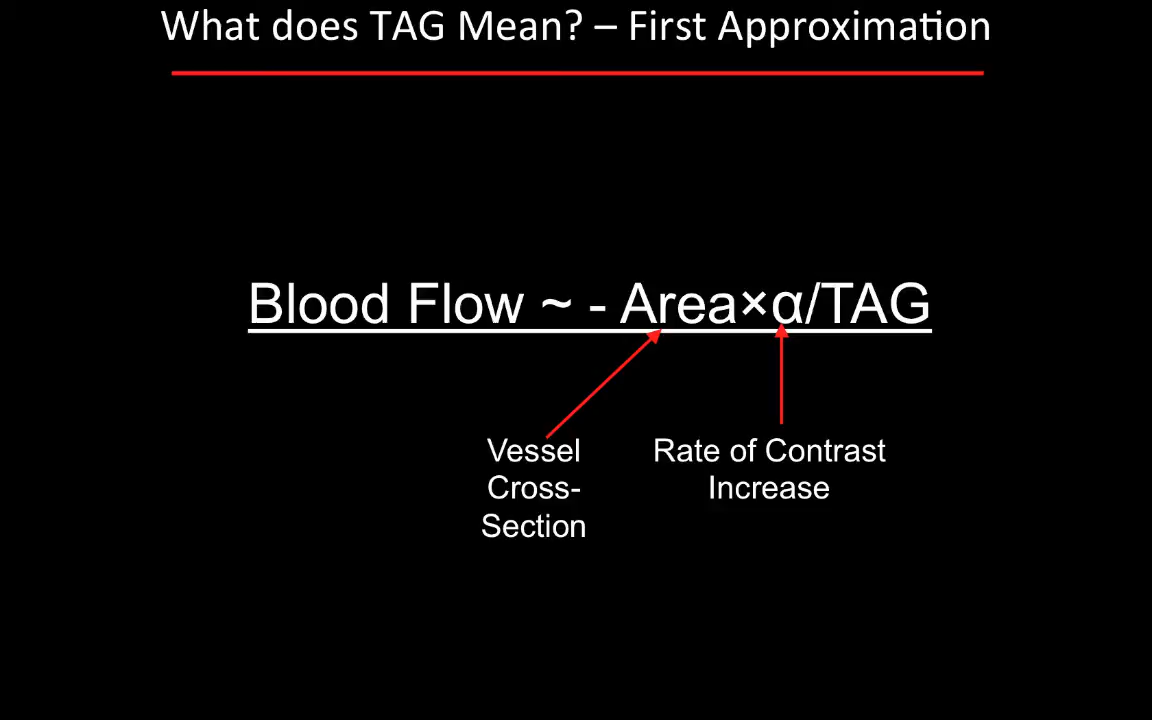 What does TAG Mean? – First Approximation
Blood Flow ~ - Area×α/TAG
Vessel
Cross-
Section
Rate of Contrast
Increase